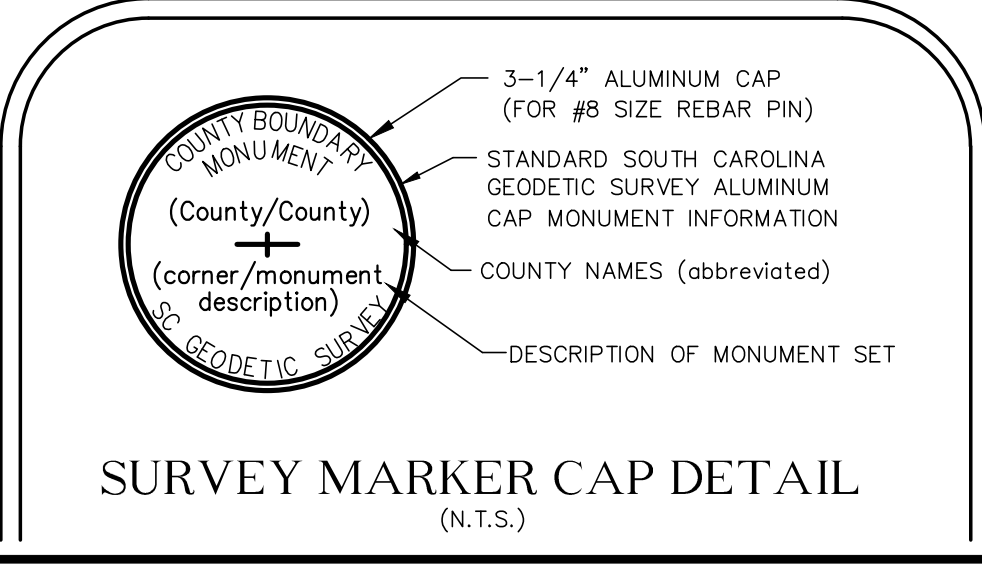 COUNTY BOUNDARY
MONUMENT
(County/County)
(corner/monument
description)
SC GEODETIC SURVEY
3-1/4" ALUMINUM CAP
(FOR #8 SIZE REBAR PIN)
STANDARD SOUTH CAROLINA
GEODETIC SURVEY ALUMINUM
CAP MONUMENT INFORMATION
COUNTY NAMES (abbreviated)
DESCRIPTION OF MONUMENT SET
SURVEY MARKER CAP DETAIL
(N.T.S.)